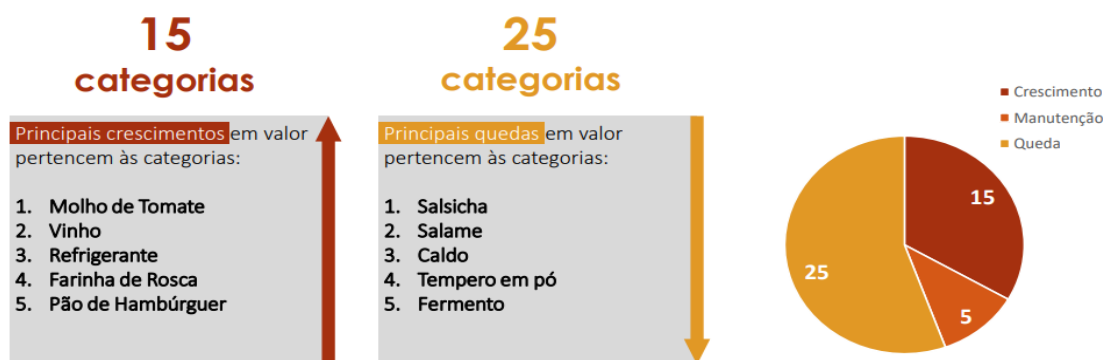 15
categorias
Principais crescimentos em valor
pertencem às categorias:
1. Molho de Tomate
2. Vinho
3. Refrigerante
4. Farinha de Rosca
5. Pão de Hambúrguer
25
categorias
Principais quedas em valor
pertencem às categorias:
1. Salsicha
2. Salame
3. Caldo
4. Tempero em pó
5. Fermento
Crescimento
Manutenção
Queda
15
25
5